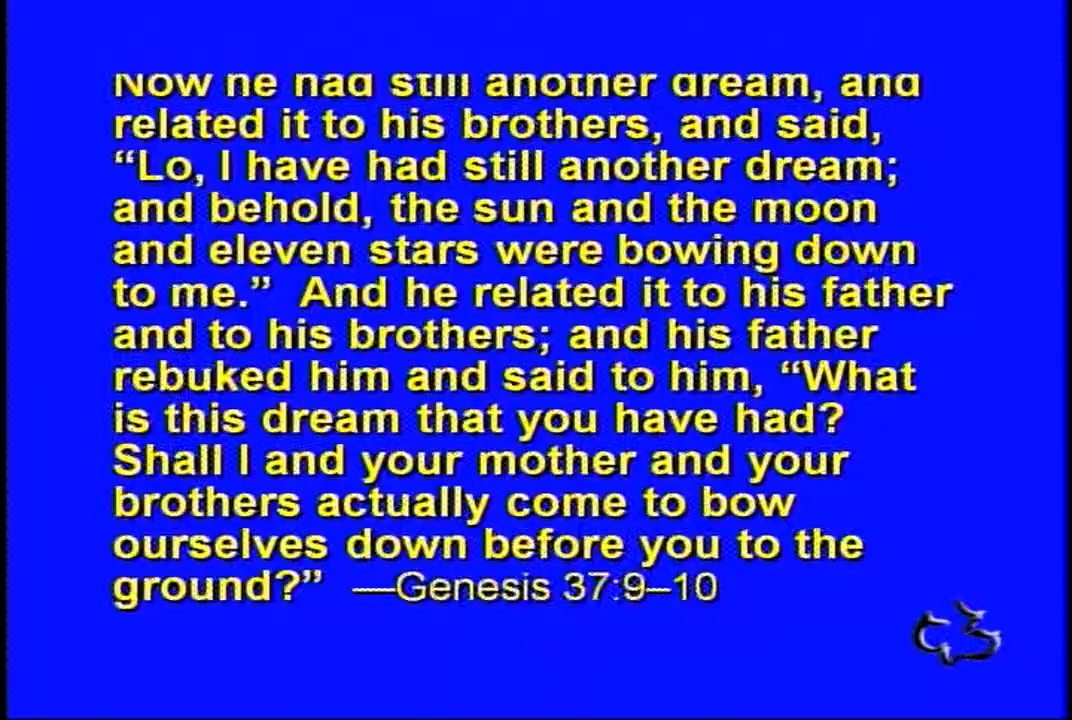 Now he had still another dream, and
related it to his brothers, and said,
“Lo, I have had still another dream;
and behold, the sun and the moon
and eleven stars were bowing down
to me.” And he related it to his father
and to his brothers; and his father
rebuked him and said to him, “What
is this dream that you have had?
Shall I and your mother and your
brothers actually come to bow
ourselves down before you to the
ground?” —Genesis 37:9–10
C3